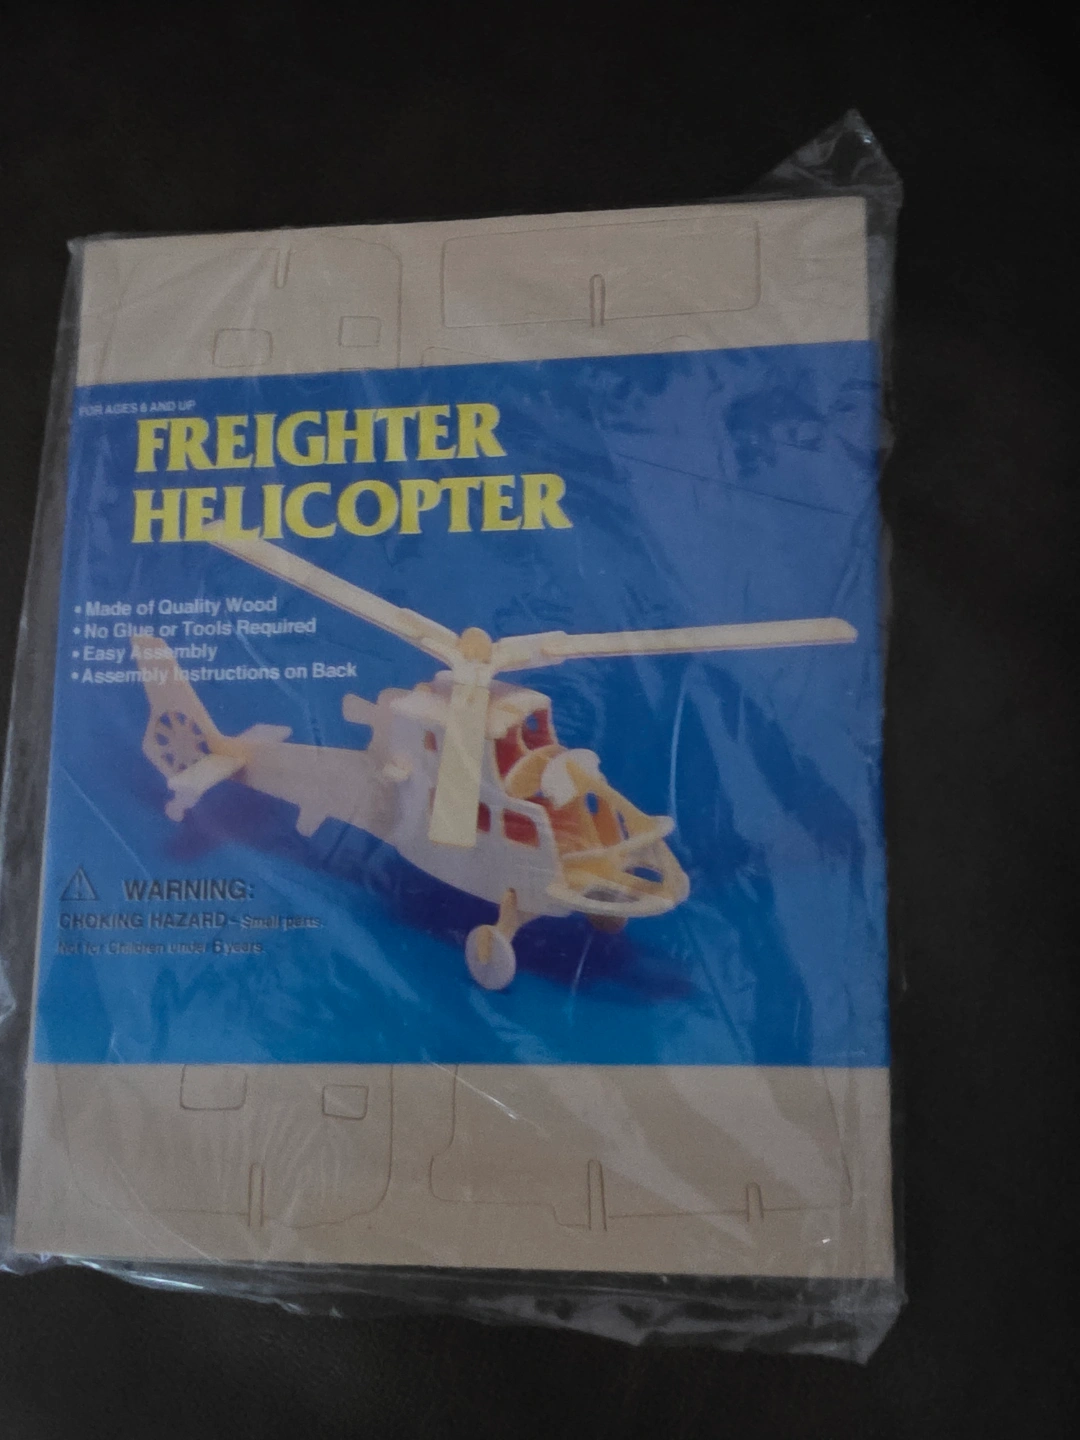 FOR AGES 6 AND UP
FREIGHTER
HELICOPTER
• Made of Quality Wood
• No Glue or Tools Required
• Easy Assembly
• Assembly Instructions on Back
WARNING:
CHOKING HAZARD - Small parts.
Not for Children under 6 years.